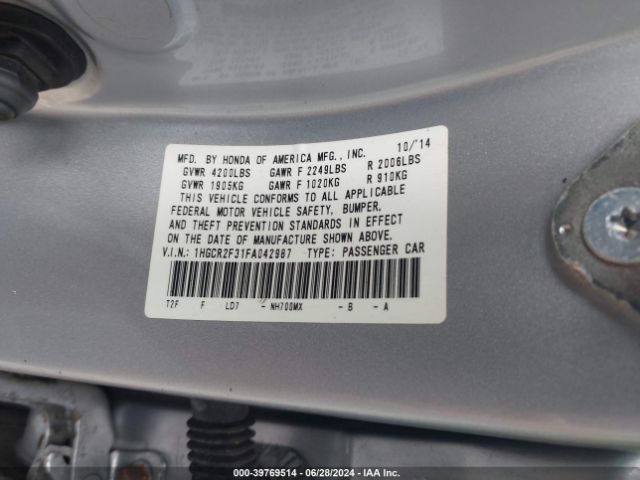 MFD. BY HONDA OF AMERICA MFG., INC. 10/'14
GVWR 4200LBS GAWR F 2249LBS R 2006LBS
GVWR 1905KG GAWR F 1020KG R 910KG
THIS VEHICLE CONFORMS TO ALL APPLICABLE
FEDERAL MOTOR VEHICLE SAFETY, BUMPER,
AND THEFT PREVENTION STANDARDS IN EFFECT
ON THE DATE OF MANUFACTURE SHOWN ABOVE.
V.I.N.: 1HGCR2F31FA042987 TYPE: PASSENGER CAR
T2F F LD7 - NH700MX - B - A
000-39769514 - 06/28/2024 - IAA Inc.